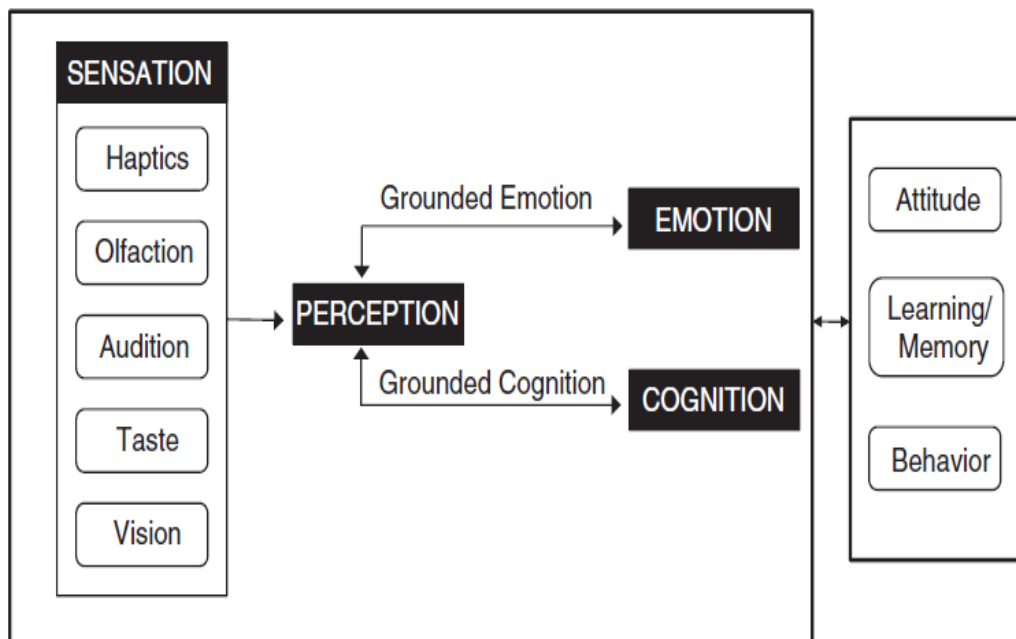 SENSATION
Haptics
Olfaction
Audition
Taste
Vision
PERCEPTION
Grounded Emotion
EMOTION
Grounded Cognition
COGNITION
Attitude
Learning/
Memory
Behavior